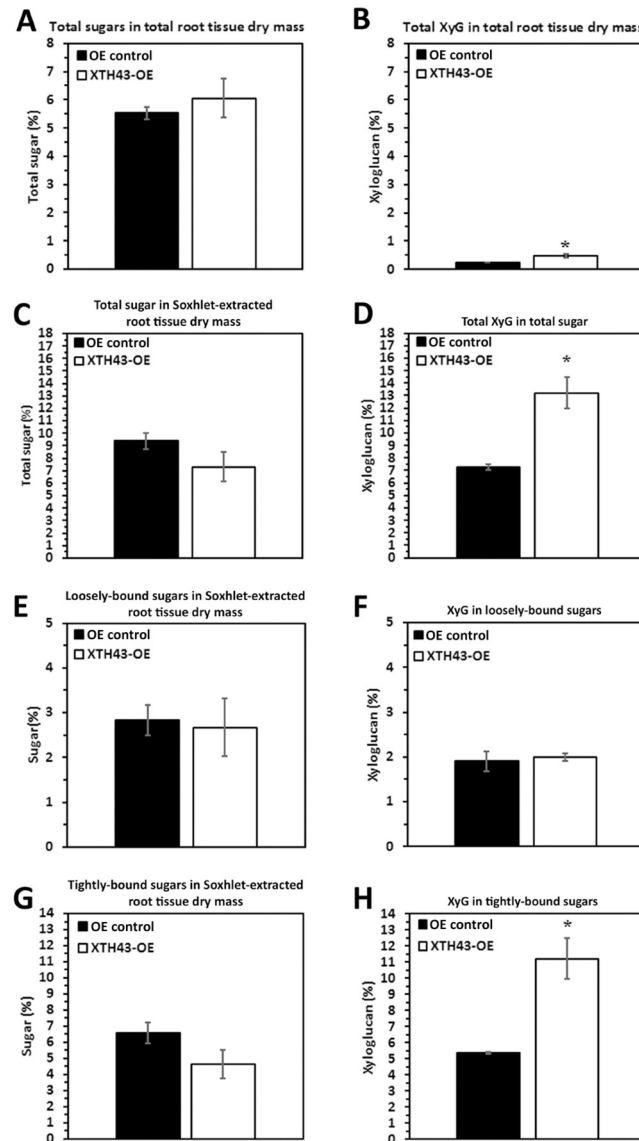 A Total sugars in total root tissue dry mass
OE control
XTH43-OE
Total sugar (%)
8
7
6
5
4
3
2
1
0
B Total XyG in total root tissue dry mass
OE control
XTH43-OE
Xyloglucan (%)
8
7
6
5
4
3
2
1
0
*
C Total sugar in Soxhlet-extracted
root tissue dry mass
OE control
XTH43-OE
Total sugar (%)
18
17
16
15
14
13
12
11
10
9
8
7
6
5
4
3
2
1
0
D Total XyG in total sugar
OE control
XTH43-OE
Xyloglucan (%)
18
17
16
15
14
13
12
11
10
9
8
7
6
5
4
3
2
1
0
*
E Loosely-bound sugars in Soxhlet-extracted
root tissue dry mass
OE control
XTH43-OE
Sugar(%)
5
4
3
2
1
0
F XyG in loosely-bound sugars
OE control
XTH43-OE
Xyloglucan (%)
5
4
3
2
1
0
G Tightly-bound sugars in Soxhlet-extracted
root tissue dry mass
OE control
XTH43-OE
Sugar (%)
14
13
12
11
10
9
8
7
6
5
4
3
2
1
0
H XyG in tightly-bound sugars
OE control
XTH43-OE
Xyloglucan (%)
14
13
12
11
10
9
8
7
6
5
4
3
2
1
0
*